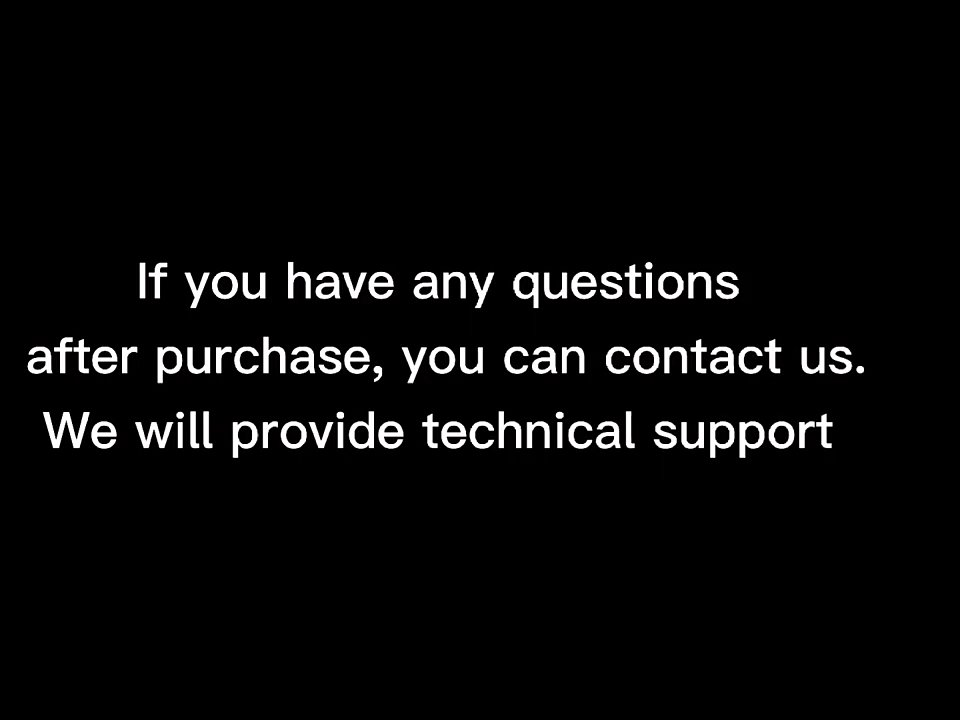 If you have any questions
after purchase, you can contact us.
We will provide technical support